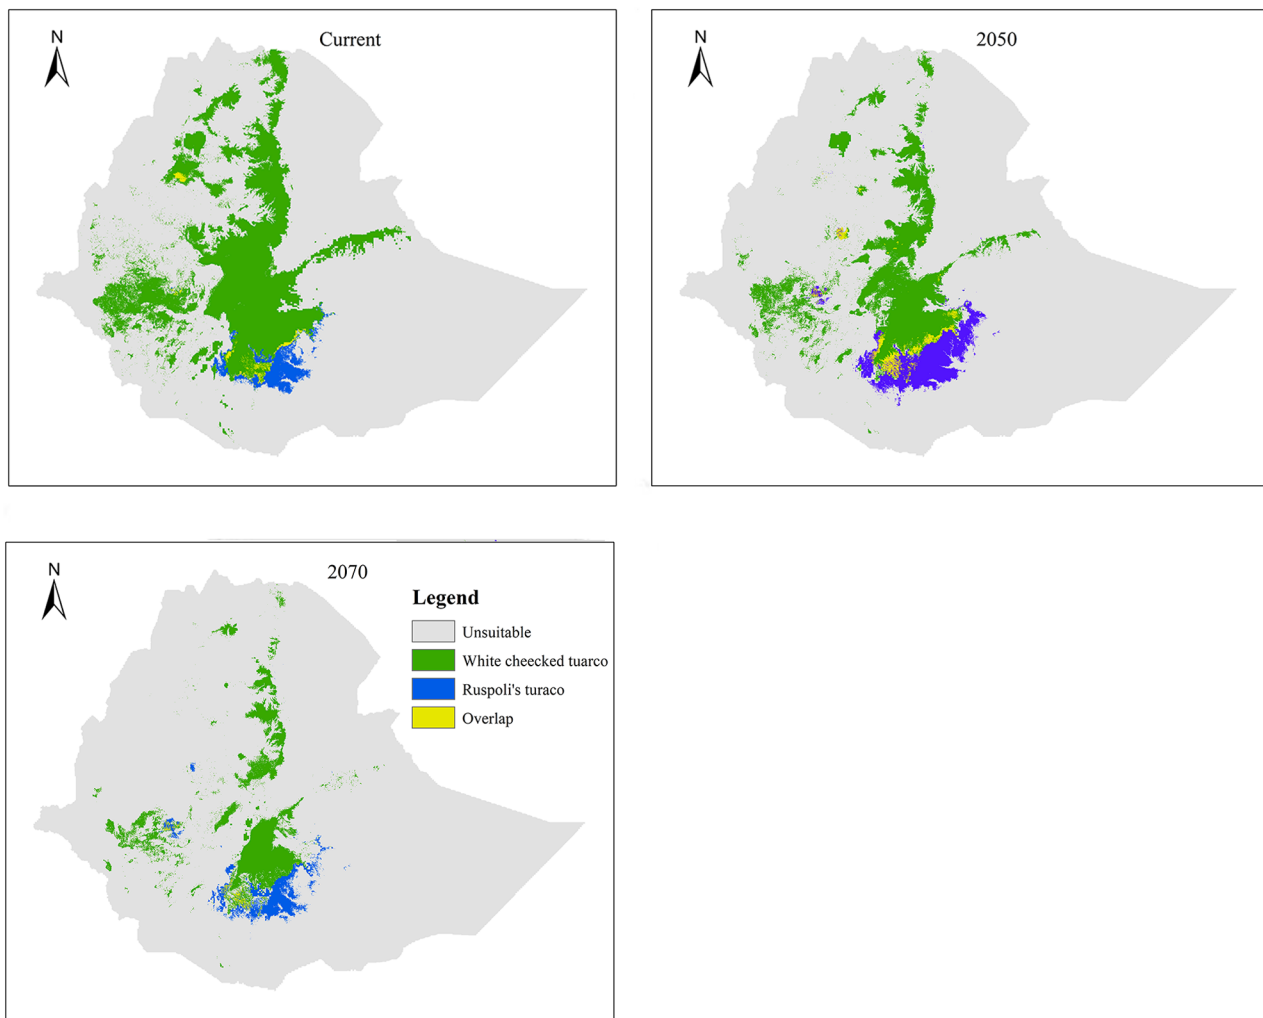 N
Current
N
2050
N
2070
Legend
Unsuitable
White cheecked tuarco
Ruspoli's turaco
Overlap